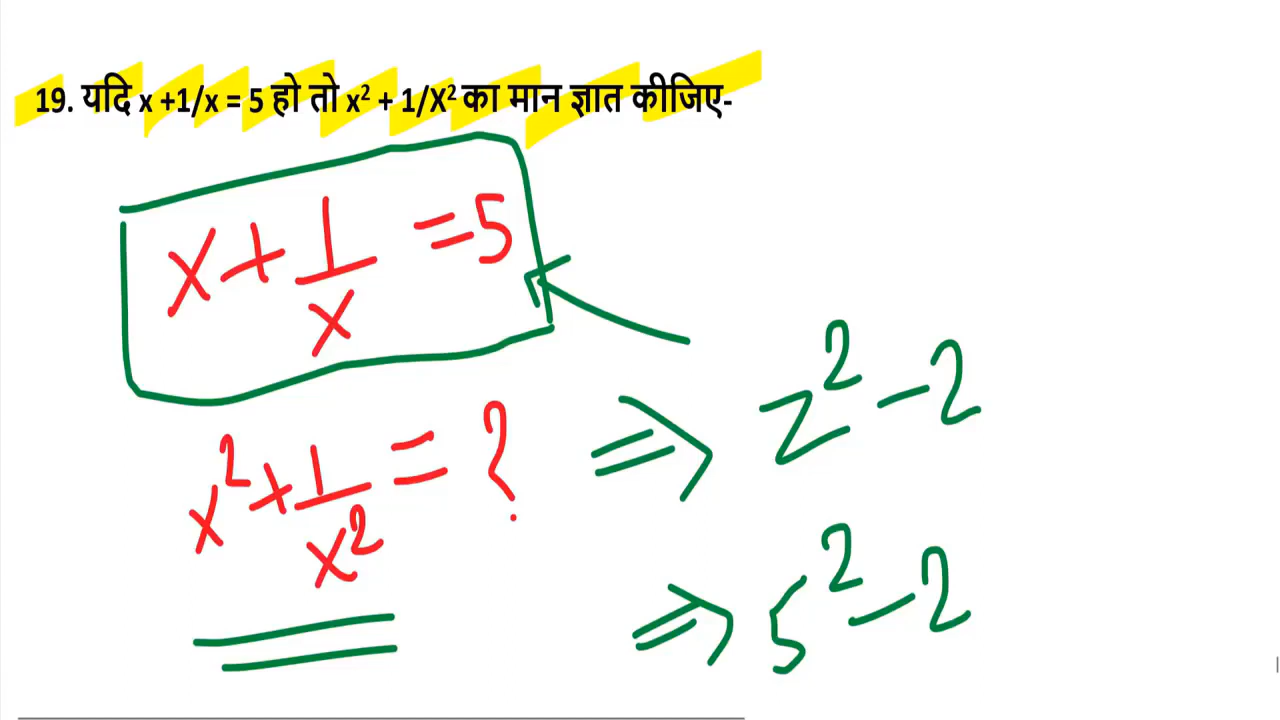 19. यदि x +1/x = 5 हो तो x² + 1/X² का मान ज्ञात कीजिए-
x + 1/x = 5
x² + 1/x² = ? ⇒ z² - 2
⇒ 5² - 2